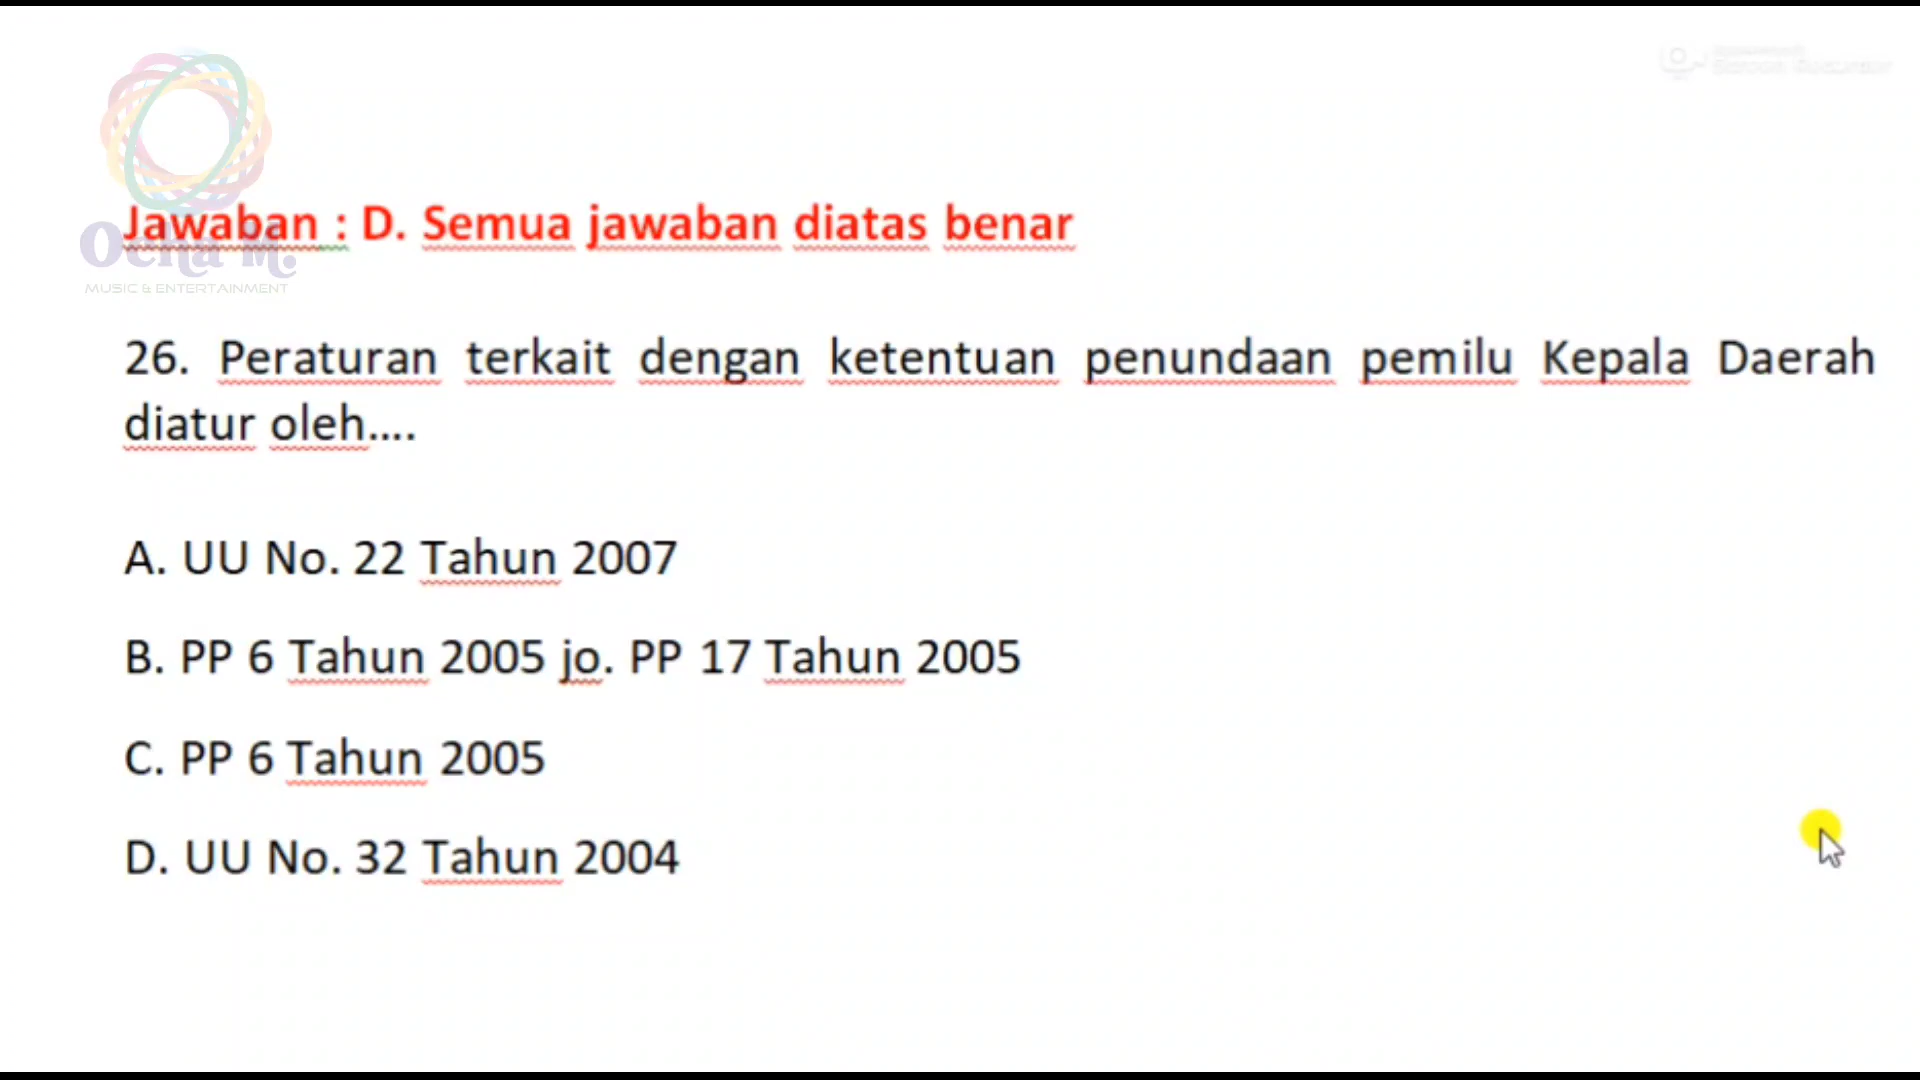 Jawaban : D. Semua jawaban diatas benar
Ocha M.
MUSIC & ENTERTAINMENT
26. Peraturan terkait dengan ketentuan penundaan pemilu Kepala Daerah
diatur oleh....
A. UU No. 22 Tahun 2007
B. PP 6 Tahun 2005 jo. PP 17 Tahun 2005
C. PP 6 Tahun 2005
D. UU No. 32 Tahun 2004